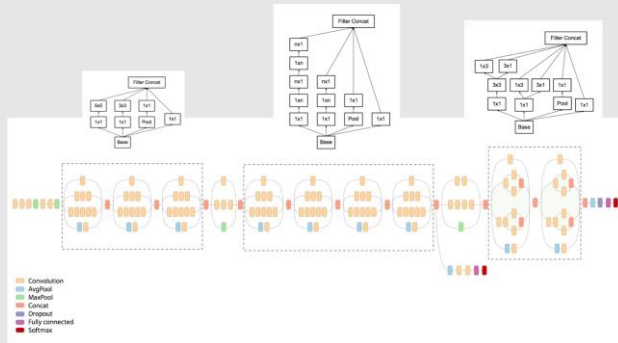 Filter Concat
nx1
1xn
nx1 nx1
1xn 1xn 1x1
1x1 1x1 Pool 1x1
Base
Filter Concat
1x3 3x1
3x3 1x3 3x1 1x1
1x1 1x1 Pool 1x1
Base
Filter Concat
5x5 3x3 1x1
1x1 1x1 Pool 1x1
Base
Convolution
AvgPool
MaxPool
Concat
Dropout
Fully connected
Softmax